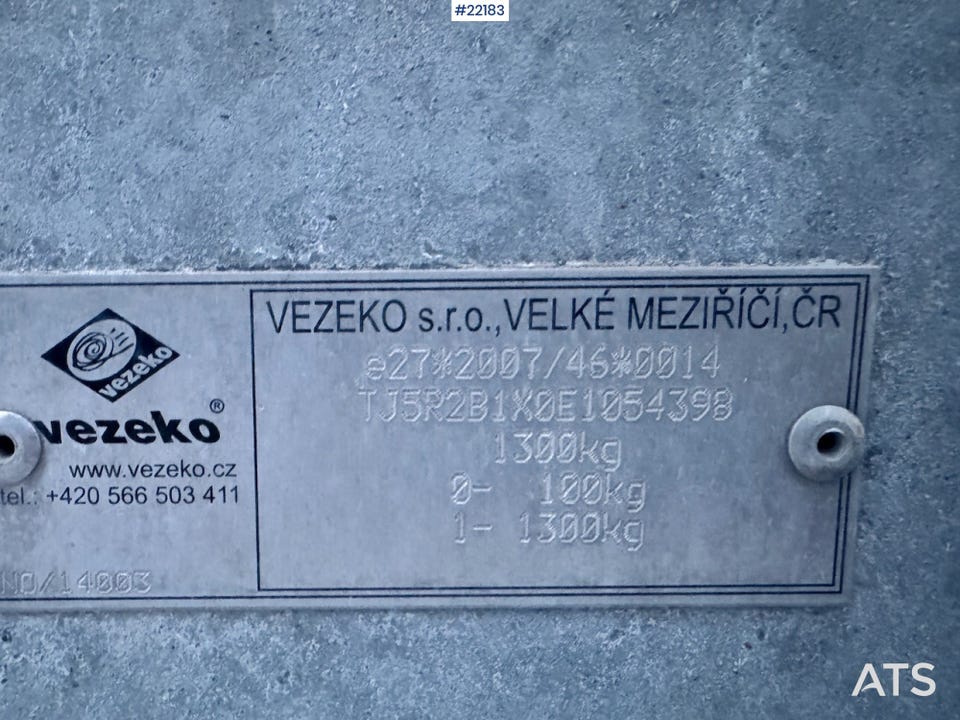 #22183
VEZEKO s.r.o.,VELKÉ MEZIŘÍČÍ,ČR
e27*2007/46*0014
TJ5R2B1X0E1054398
1300kg
0- 100kg
1- 1300kg
vezeko
vezeko®
www.vezeko.cz
tel.: +420 566 503 411
NO/14003
ATS